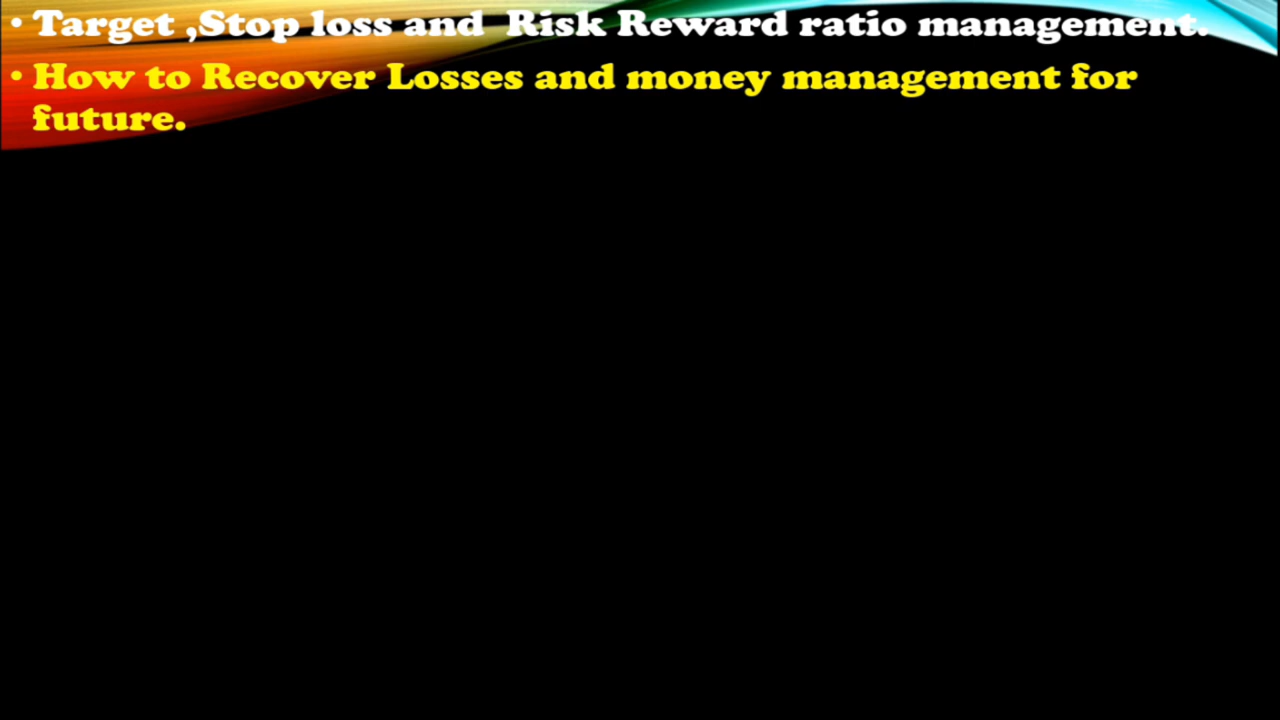 • Target ,Stop loss and  Risk Reward ratio management.
• How to Recover Losses and money management for
future.